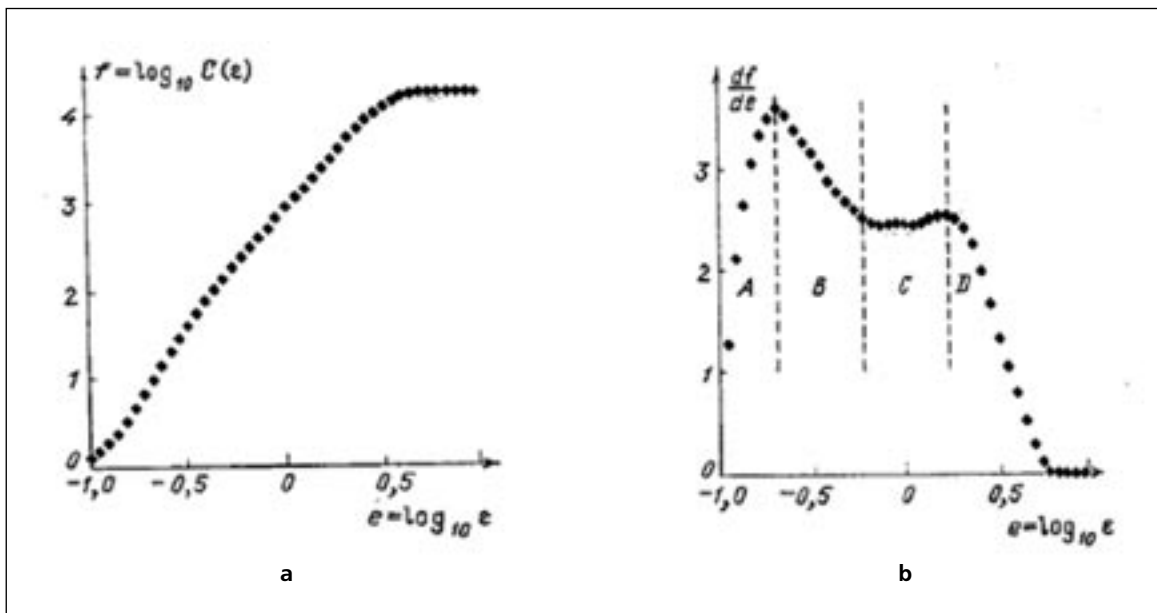 f=log₁₀ C(ε)
4
3
2
1
0
-1,0 -0,5 0 0,5
e=log₁₀ ε
a
df
de
3
2
1
0
A B C D
-1,0 -0,5 0 0,5
e=log₁₀ ε
b